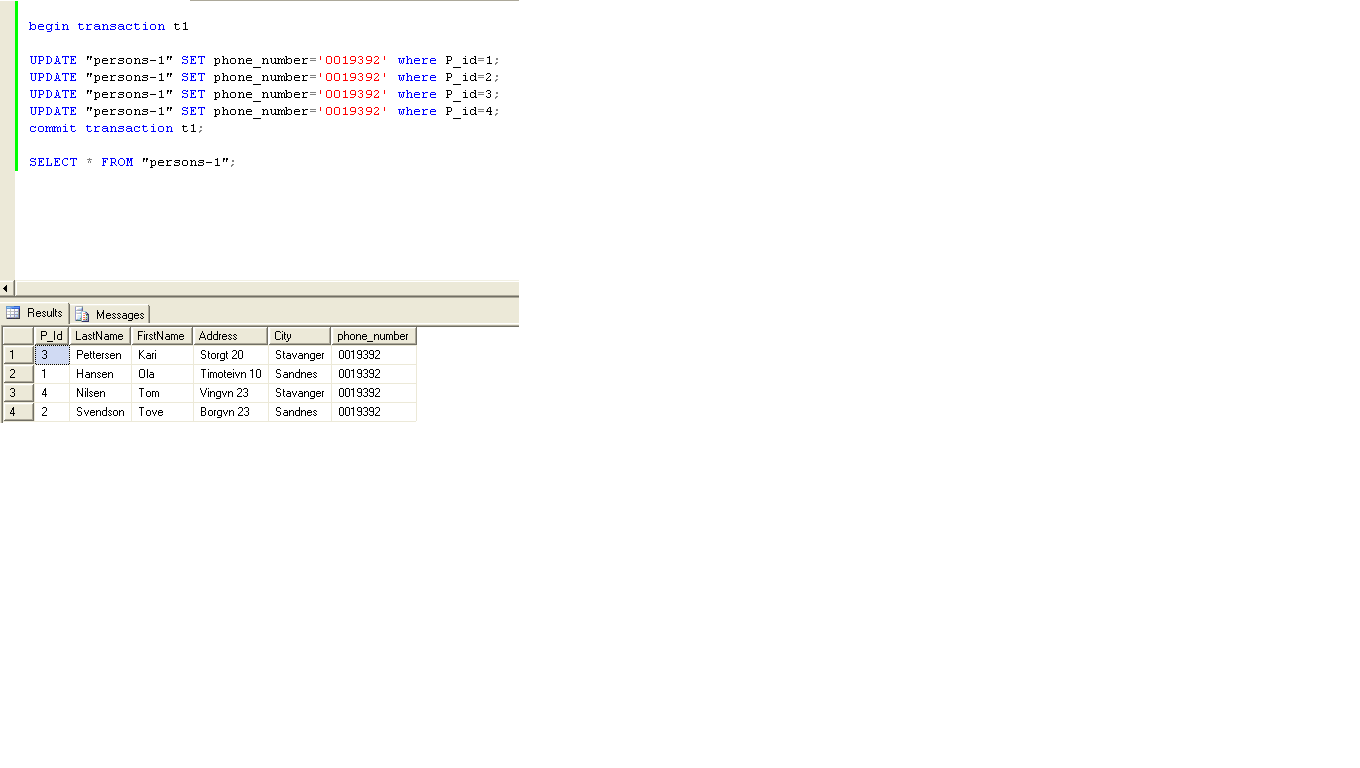 begin transaction t1
UPDATE "persons-1" SET phone_number='0019392' where P_id=1;
UPDATE "persons-1" SET phone_number='0019392' where P_id=2;
UPDATE "persons-1" SET phone_number='0019392' where P_id=3;
UPDATE "persons-1" SET phone_number='0019392' where P_id=4;
commit transaction t1;
SELECT * FROM "persons-1";
Results Messages
P_Id LastName FirstName Address City phone_number
1 3 Pettersen Kari Storgt 20 Stavanger 0019392
2 1 Hansen Ola Timoteivn 10 Sandnes 0019392
3 4 Nilsen Tom Vingvn 23 Stavanger 0019392
4 2 Svendson Tove Borgvn 23 Sandnes 0019392